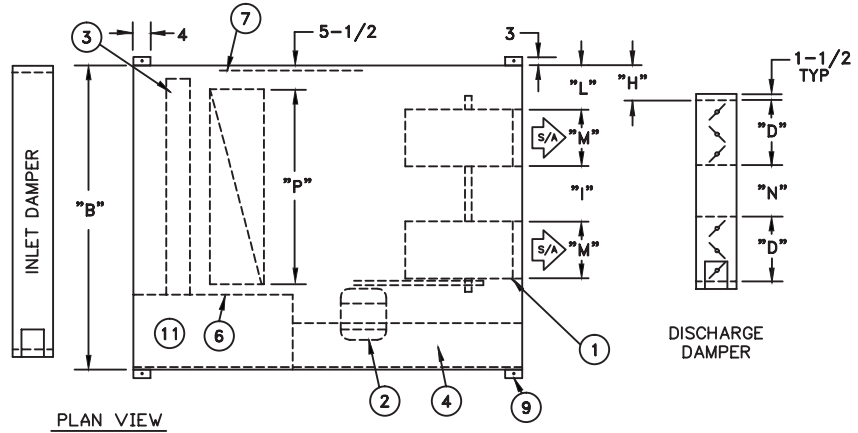 7
3
4
5-1/2
3
"L"
"H"
1-1/2
TYP
S/A
"M"
"D"
INLET DAMPER
"B"
"P"
"I"
"N"
S/A
"M"
"D"
11
6
1
DISCHARGE
DAMPER
2
4
9
PLAN VIEW